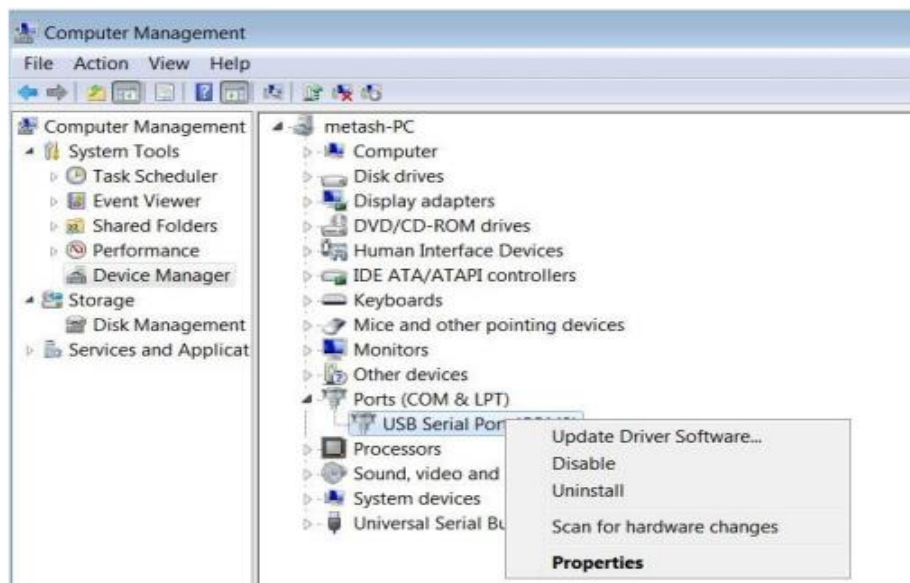 Computer Management
File Action View Help
Computer Management
System Tools
Task Scheduler
Event Viewer
Shared Folders
Performance
Device Manager
Storage
Disk Management
Services and Applicat
metash-PC
Computer
Disk drives
Display adapters
DVD/CD-ROM drives
Human Interface Devices
IDE ATA/ATAPI controllers
Keyboards
Mice and other pointing devices
Monitors
Other devices
Ports (COM & LPT)
USB Serial Por
Processors
Sound, video and
System devices
Universal Serial Bu
Update Driver Software...
Disable
Uninstall
Scan for hardware changes
Properties